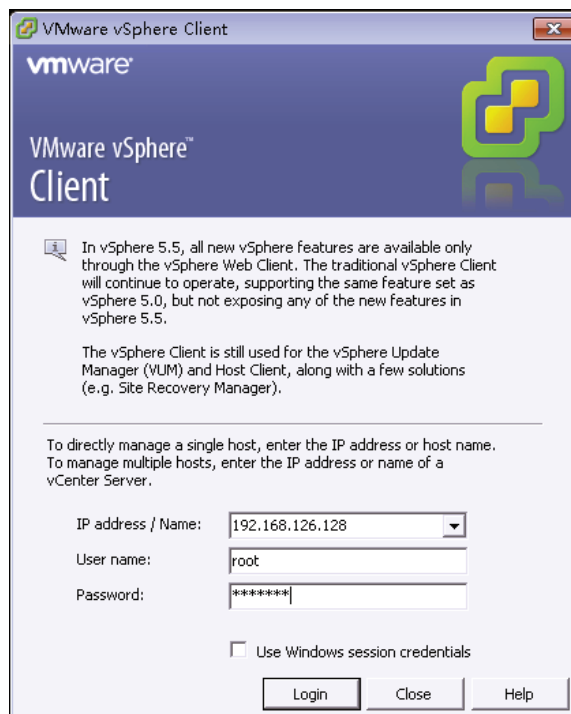 VMware vSphere Client
vmware®
VMware vSphere™
Client
In vSphere 5.5, all new vSphere features are available only
through the vSphere Web Client. The traditional vSphere Client
will continue to operate, supporting the same feature set as
vSphere 5.0, but not exposing any of the new features in
vSphere 5.5.
The vSphere Client is still used for the vSphere Update
Manager (VUM) and Host Client, along with a few solutions
(e.g. Site Recovery Manager).
To directly manage a single host, enter the IP address or host name.
To manage multiple hosts, enter the IP address or name of a
vCenter Server.
IP address / Name: 192.168.126.128
User name: root
Password: *******
Use Windows session credentials
Login Close Help